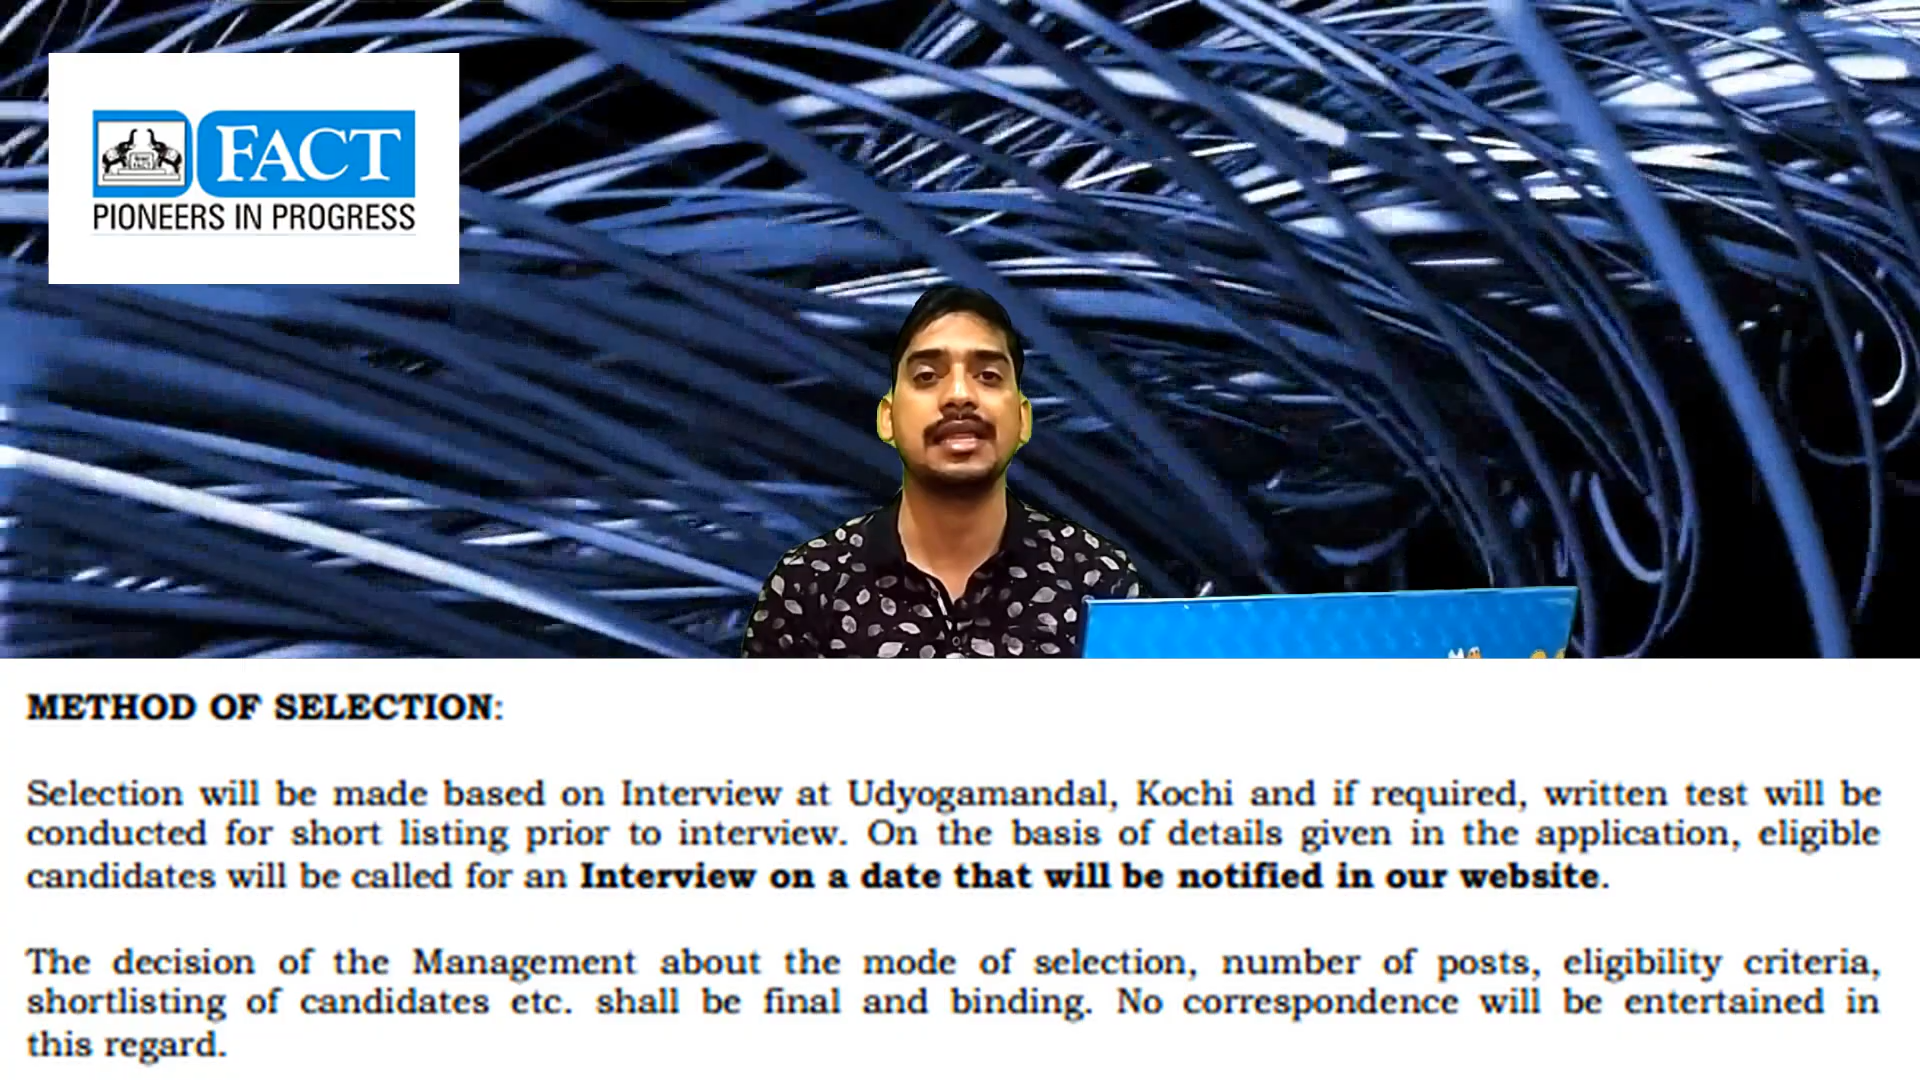 FACT
PIONEERS IN PROGRESS
METHOD OF SELECTION:
Selection will be made based on Interview at Udyogamandal, Kochi and if required, written test will be
conducted for short listing prior to interview. On the basis of details given in the application, eligible
candidates will be called for an Interview on a date that will be notified in our website.
The decision of the Management about the mode of selection, number of posts, eligibility criteria,
shortlisting of candidates etc. shall be final and binding. No correspondence will be entertained in
this regard.